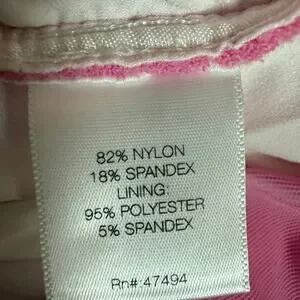 82% NYLON
18% SPANDEX
LINING:
95% POLYESTER
5% SPANDEX
Rn#:47494